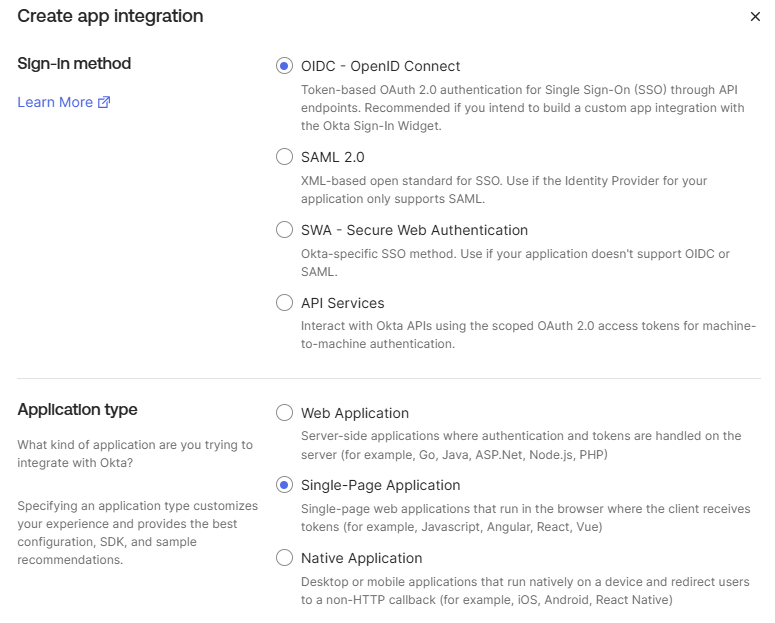 Create app integration
Sign-in method
Learn More
OIDC - OpenID Connect
Token-based OAuth 2.0 authentication for Single Sign-On (SSO) through API
endpoints. Recommended if you intend to build a custom app integration with
the Okta Sign-In Widget.
SAML 2.0
XML-based open standard for SSO. Use if the Identity Provider for your
application only supports SAML.
SWA - Secure Web Authentication
Okta-specific SSO method. Use if your application doesn't support OIDC or
SAML.
API Services
Interact with Okta APIs using the scoped OAuth 2.0 access tokens for machine-
to-machine authentication.
Application type
What kind of application are you trying to
integrate with Okta?
Specifying an application type customizes
your experience and provides the best
configuration, SDK, and sample
recommendations.
Web Application
Server-side applications where authentication and tokens are handled on the
server (for example, Go, Java, ASP.Net, Node.js, PHP)
Single-Page Application
Single-page web applications that run in the browser where the client receives
tokens (for example, Javascript, Angular, React, Vue)
Native Application
Desktop or mobile applications that run natively on a device and redirect users
to a non-HTTP callback (for example, iOS, Android, React Native)